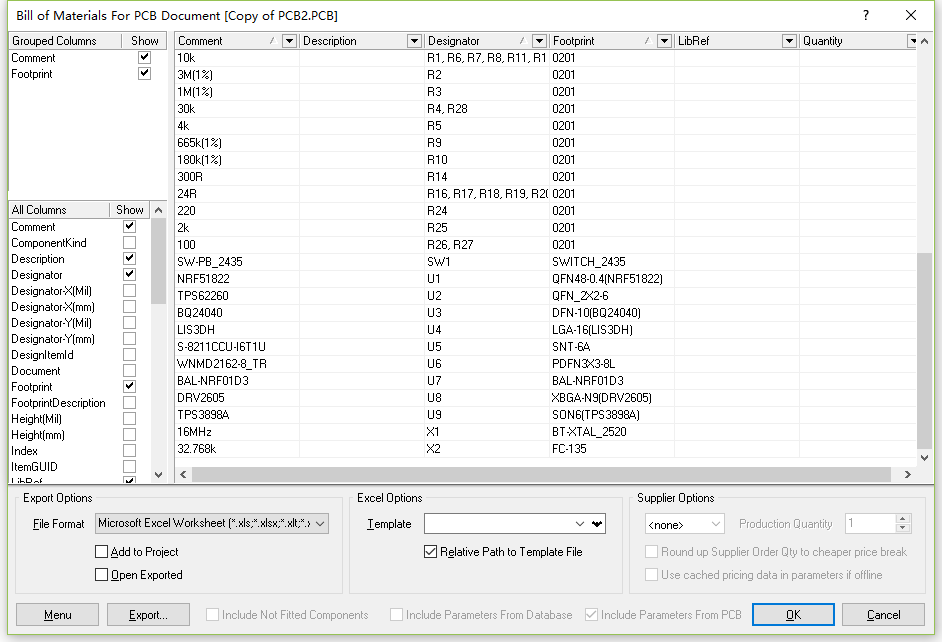 Bill of Materials For PCB Document [Copy of PCB2.PCB]
?
Grouped Columns Show
Comment
Footprint
All Columns Show
Comment
ComponentKind
Description
Designator
Designator-X(Mil)
Designator-X(mm)
Designator-Y(Mil)
Designator-Y(mm)
DesignItemId
Document
Footprint
FootprintDescription
Height(Mil)
Height(mm)
Index
ItemGUID
LibRef
Comment Description Designator Footprint LibRef Quantity
10k R1, R6, R7, R8, R11, R1 0201
3M(1%) R2 0201
1M(1%) R3 0201
30k R4, R28 0201
4k R5 0201
665k(1%) R9 0201
180k(1%) R10 0201
300R R14 0201
24R R16, R17, R18, R19, R20 0201
220 R24 0201
2k R25 0201
100 R26, R27 0201
SW-PB_2435 SW1 SWITCH_2435
NRF51822 U1 QFN48-0.4(NRF51822)
TPS62260 U2 QFN_2X2-6
BQ24040 U3 DFN-10(BQ24040)
LIS3DH U4 LGA-16(LIS3DH)
S-8211CCU-I6T1U U5 SNT-6A
WNMD2162-8_TR U6 PDFN3X3-8L
BAL-NRF01D3 U7 BAL-NRF01D3
DRV2605 U8 XBGA-N9(DRV2605)
TPS3898A U9 SON6(TPS3898A)
16MHz X1 BT-XTAL_2520
32.768k X2 FC-135
Export Options
File Format Microsoft Excel Worksheet (*.xls;*.xlsx;*.xlt;*.x
Add to Project
Open Exported
Excel Options
Template
Relative Path to Template File
Supplier Options
<none> Production Quantity 1
Round up Supplier Order Qty to cheaper price break
Use cached pricing data in parameters if offline
Menu Export... Include Not Fitted Components Include Parameters From Database Include Parameters From PCB OK Cancel